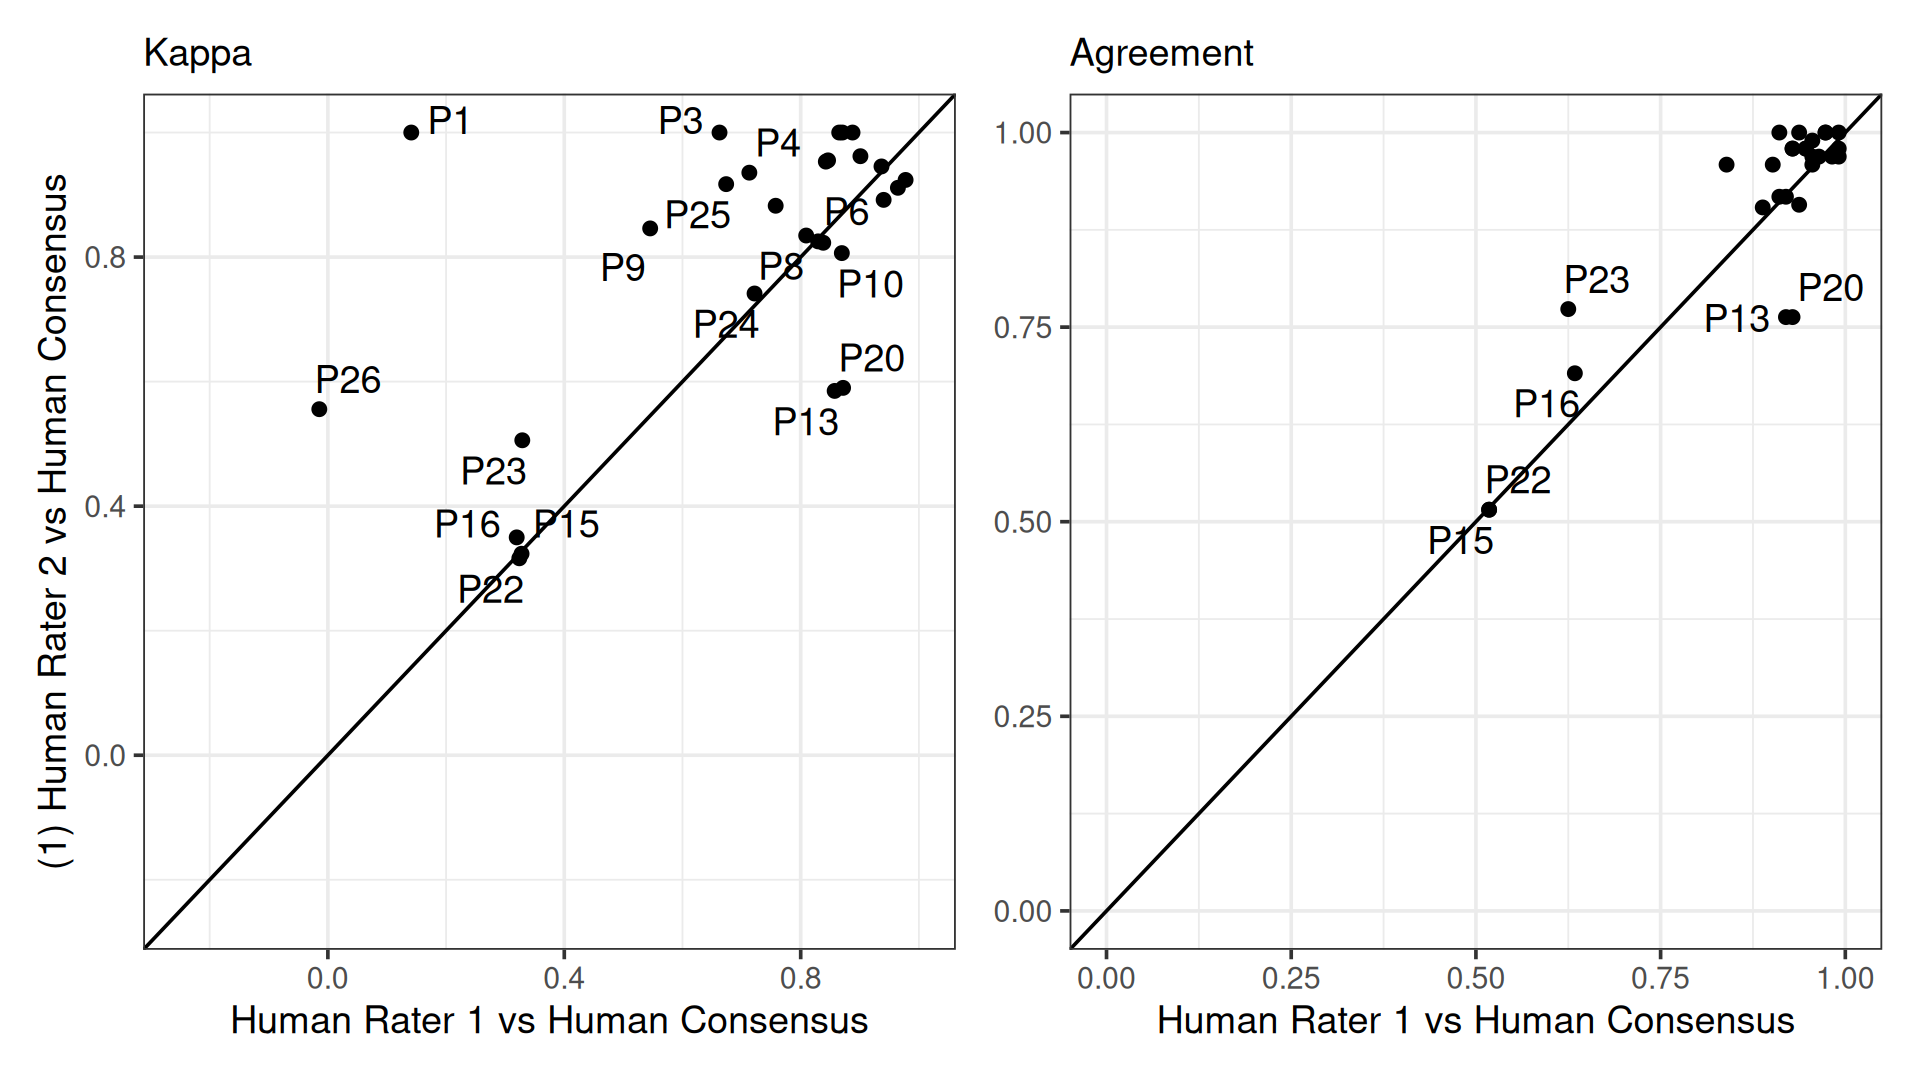 Kappa
Agreement
(1) Human Rater 2 vs Human Consensus
0.8
0.4
0.0
P1
P3
P4
P25
P6
P9
P8
P10
P24
P20
P26
P13
P23
P16
P15
P22
0.0
0.4
0.8
Human Rater 1 vs Human Consensus
1.00
0.75
0.50
0.25
0.00
P23
P20
P13
P16
P22
P15
0.00
0.25
0.50
0.75
1.00
Human Rater 1 vs Human Consensus